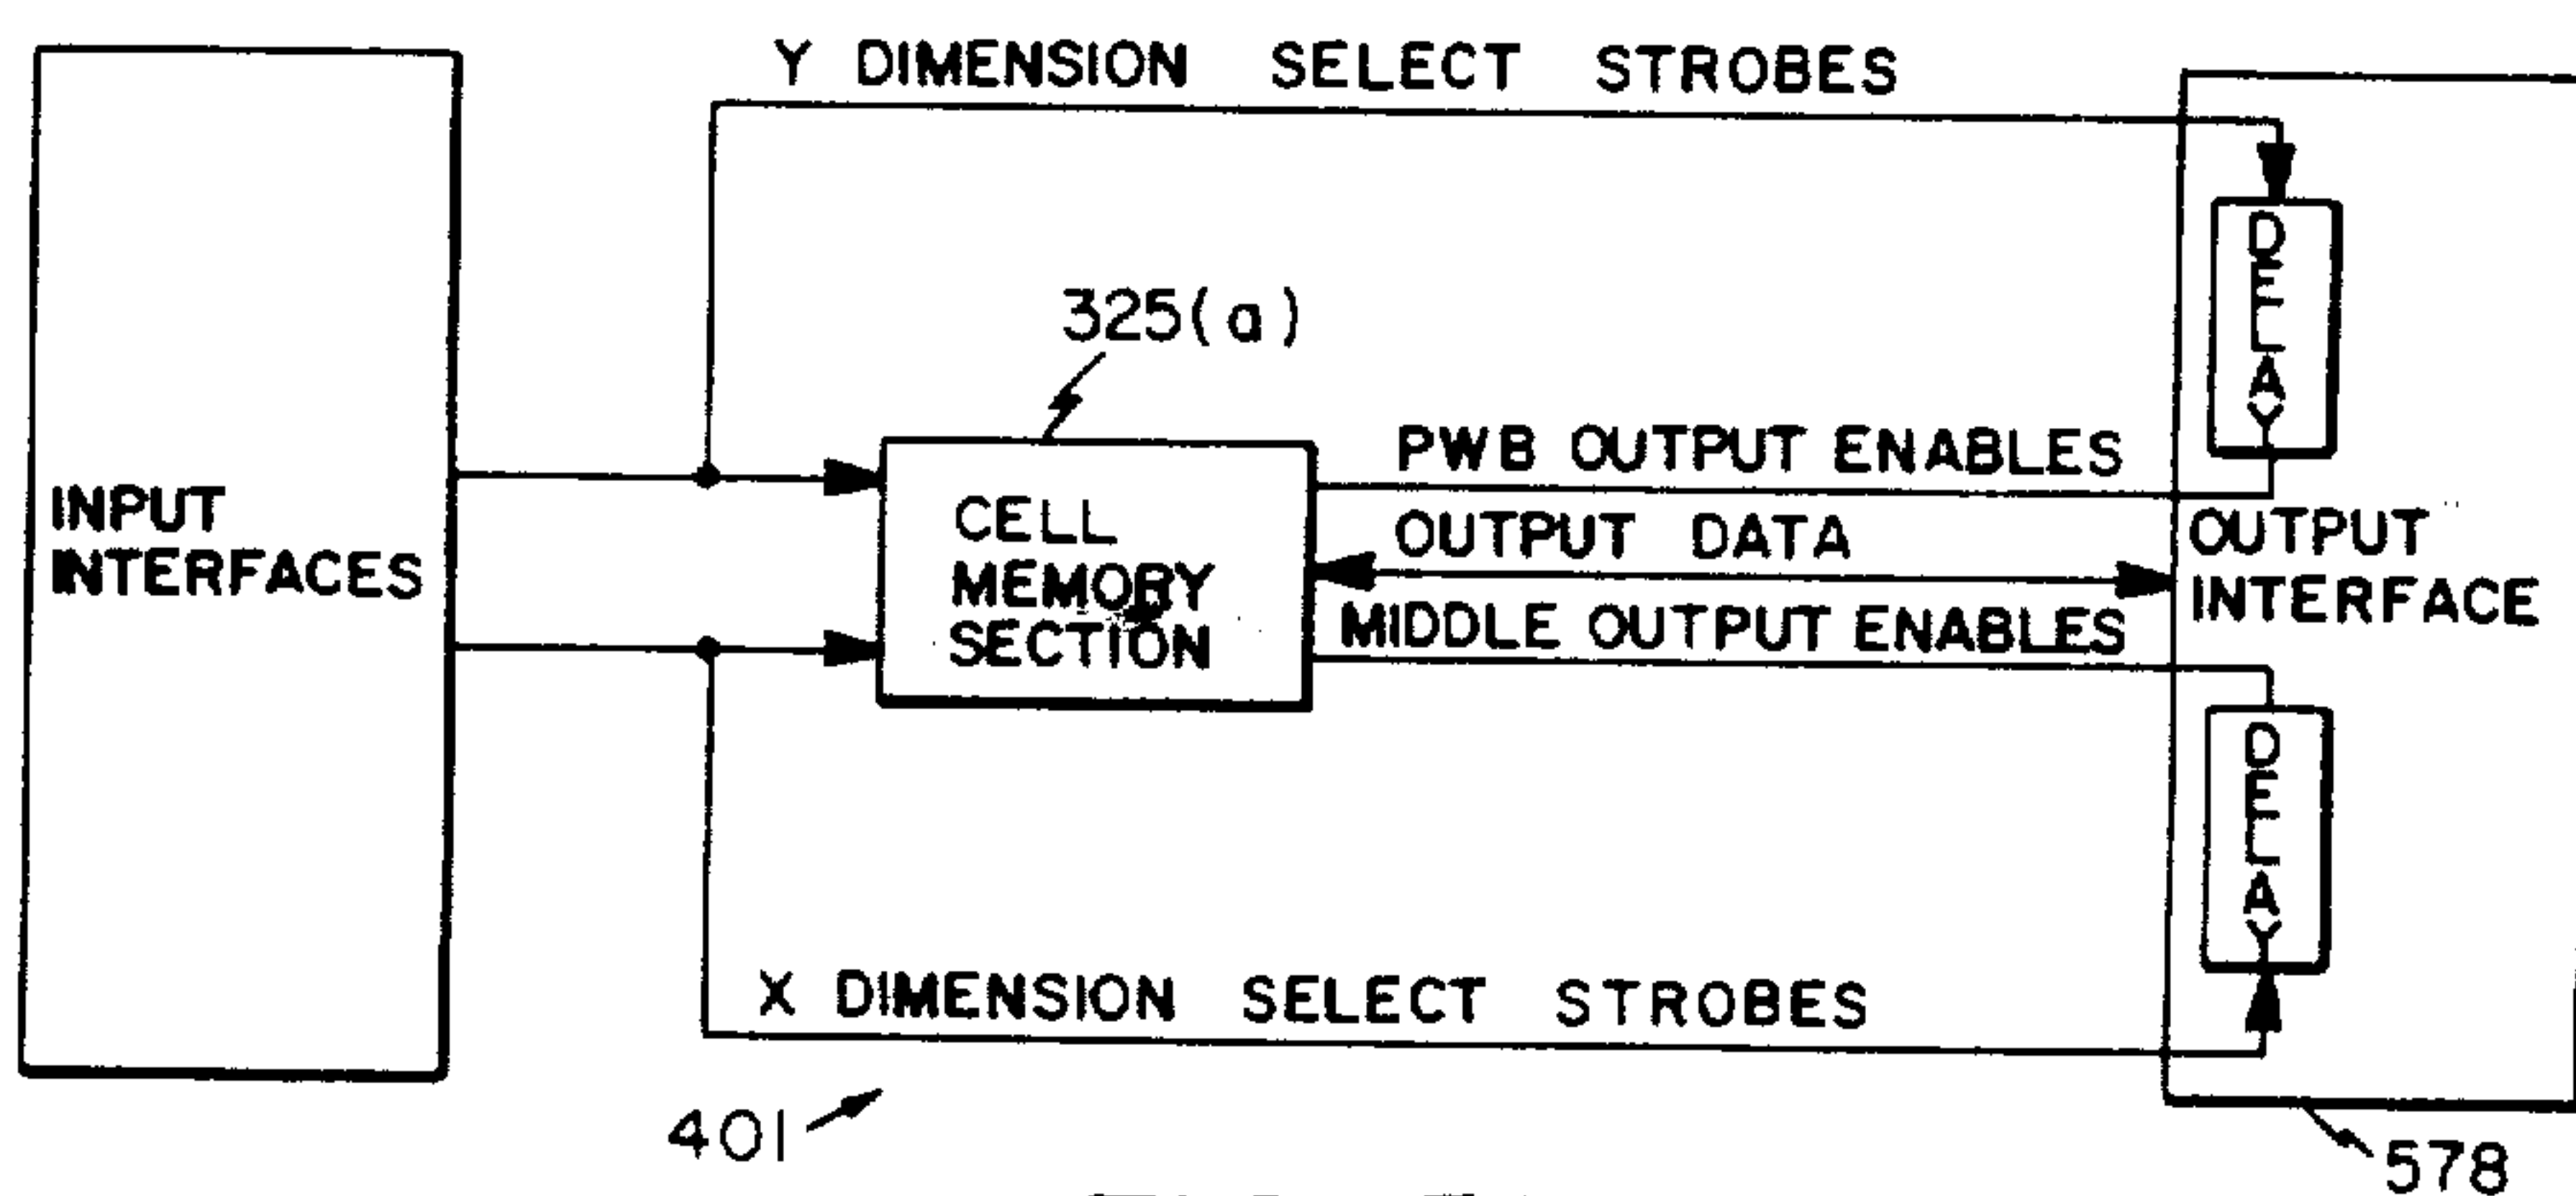 Y DIMENSION SELECT STROBES
325(a)
DELAY
PWB OUTPUT ENABLES
INPUT
INTERFACES
CELL
MEMORY
SECTION
OUTPUT DATA
OUTPUT
INTERFACE
MIDDLE OUTPUT ENABLES
DELAY
X DIMENSION SELECT STROBES
401
578